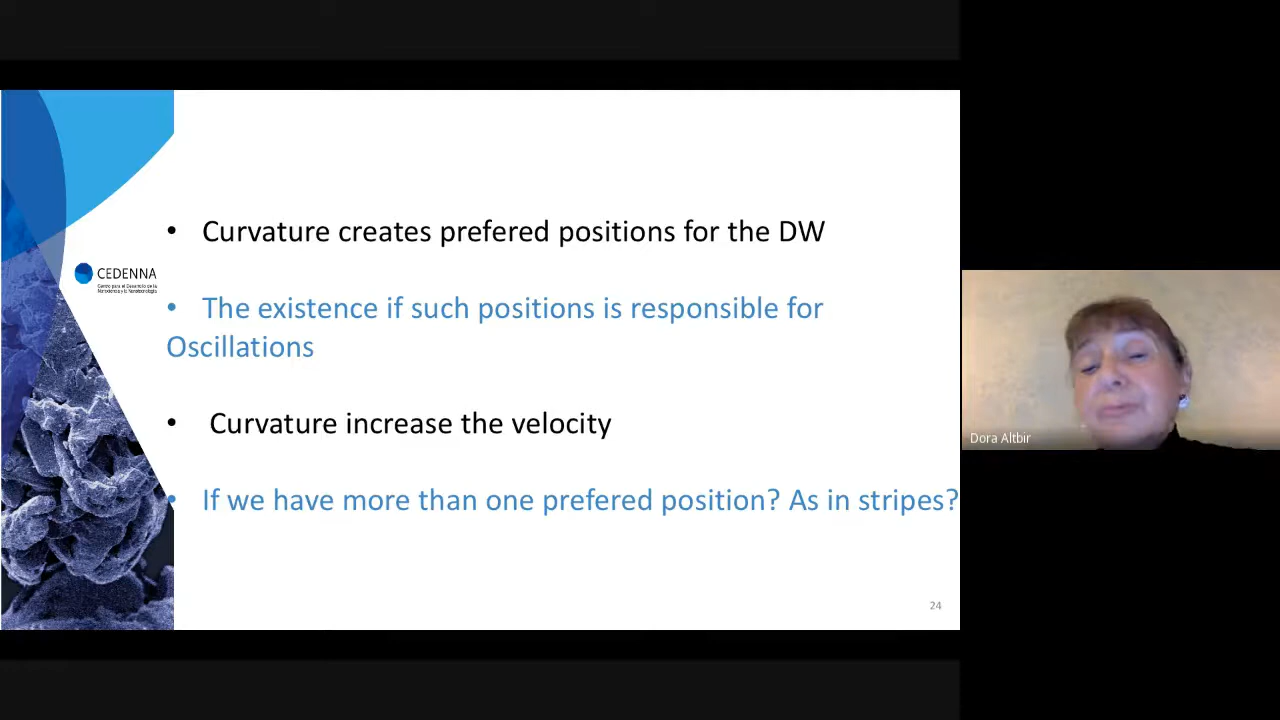 • Curvature creates prefered positions for the DW
CEDENNA
Centro para el Desarrollo de la
Nanociencia y la Nanotecnología
• The existence if such positions is responsible for
Oscillations
• Curvature increase the velocity
• If we have more than one prefered position? As in stripes?
24
Dora Altbir